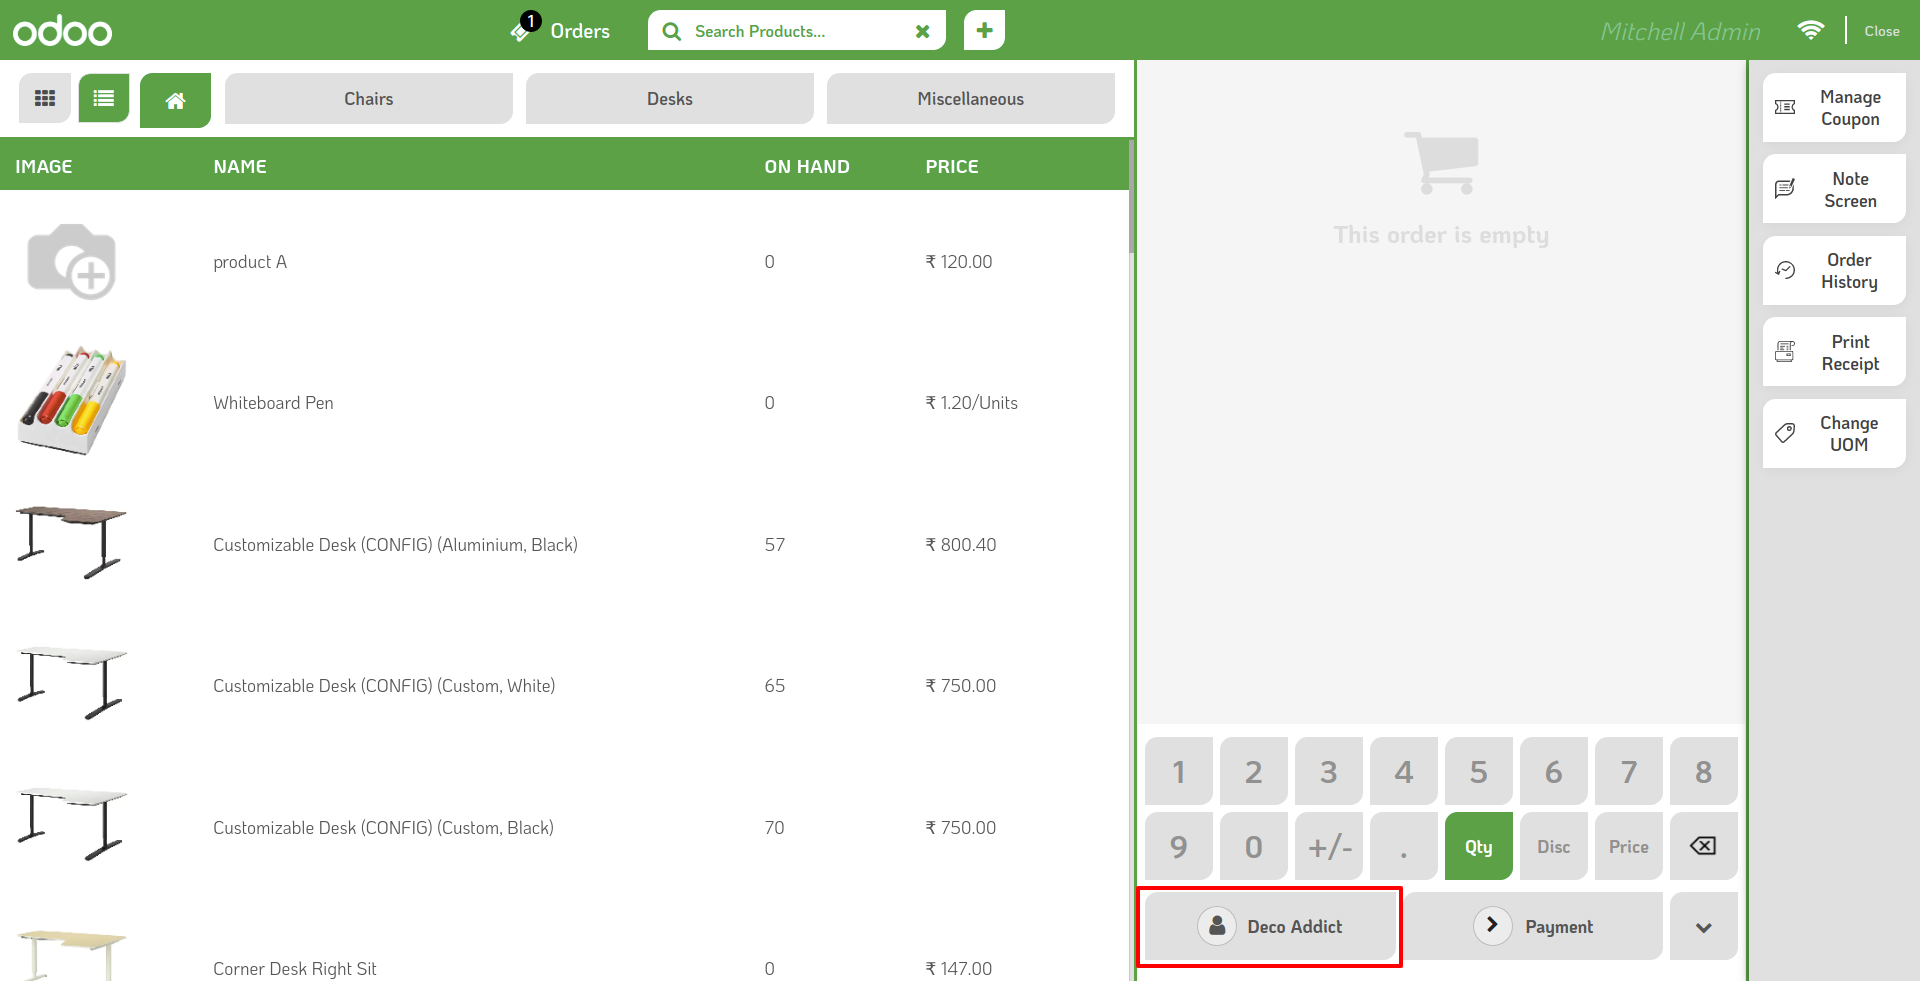 odoo
1
Orders
Search Products...
Mitchell Admin
Close
Chairs
Desks
Miscellaneous
IMAGE NAME ON HAND PRICE
product A 0 ₹ 120.00
Whiteboard Pen 0 ₹ 1.20/Units
Customizable Desk (CONFIG) (Aluminium, Black) 57 ₹ 800.40
Customizable Desk (CONFIG) (Custom, White) 65 ₹ 750.00
Customizable Desk (CONFIG) (Custom, Black) 70 ₹ 750.00
Corner Desk Right Sit 0 ₹ 147.00
This order is empty
1 2 3 4 5 6 7 8
9 0 +/- . Qty Disc Price
Deco Addict
Payment
Manage
Coupon
Note
Screen
Order
History
Print
Receipt
Change
UOM